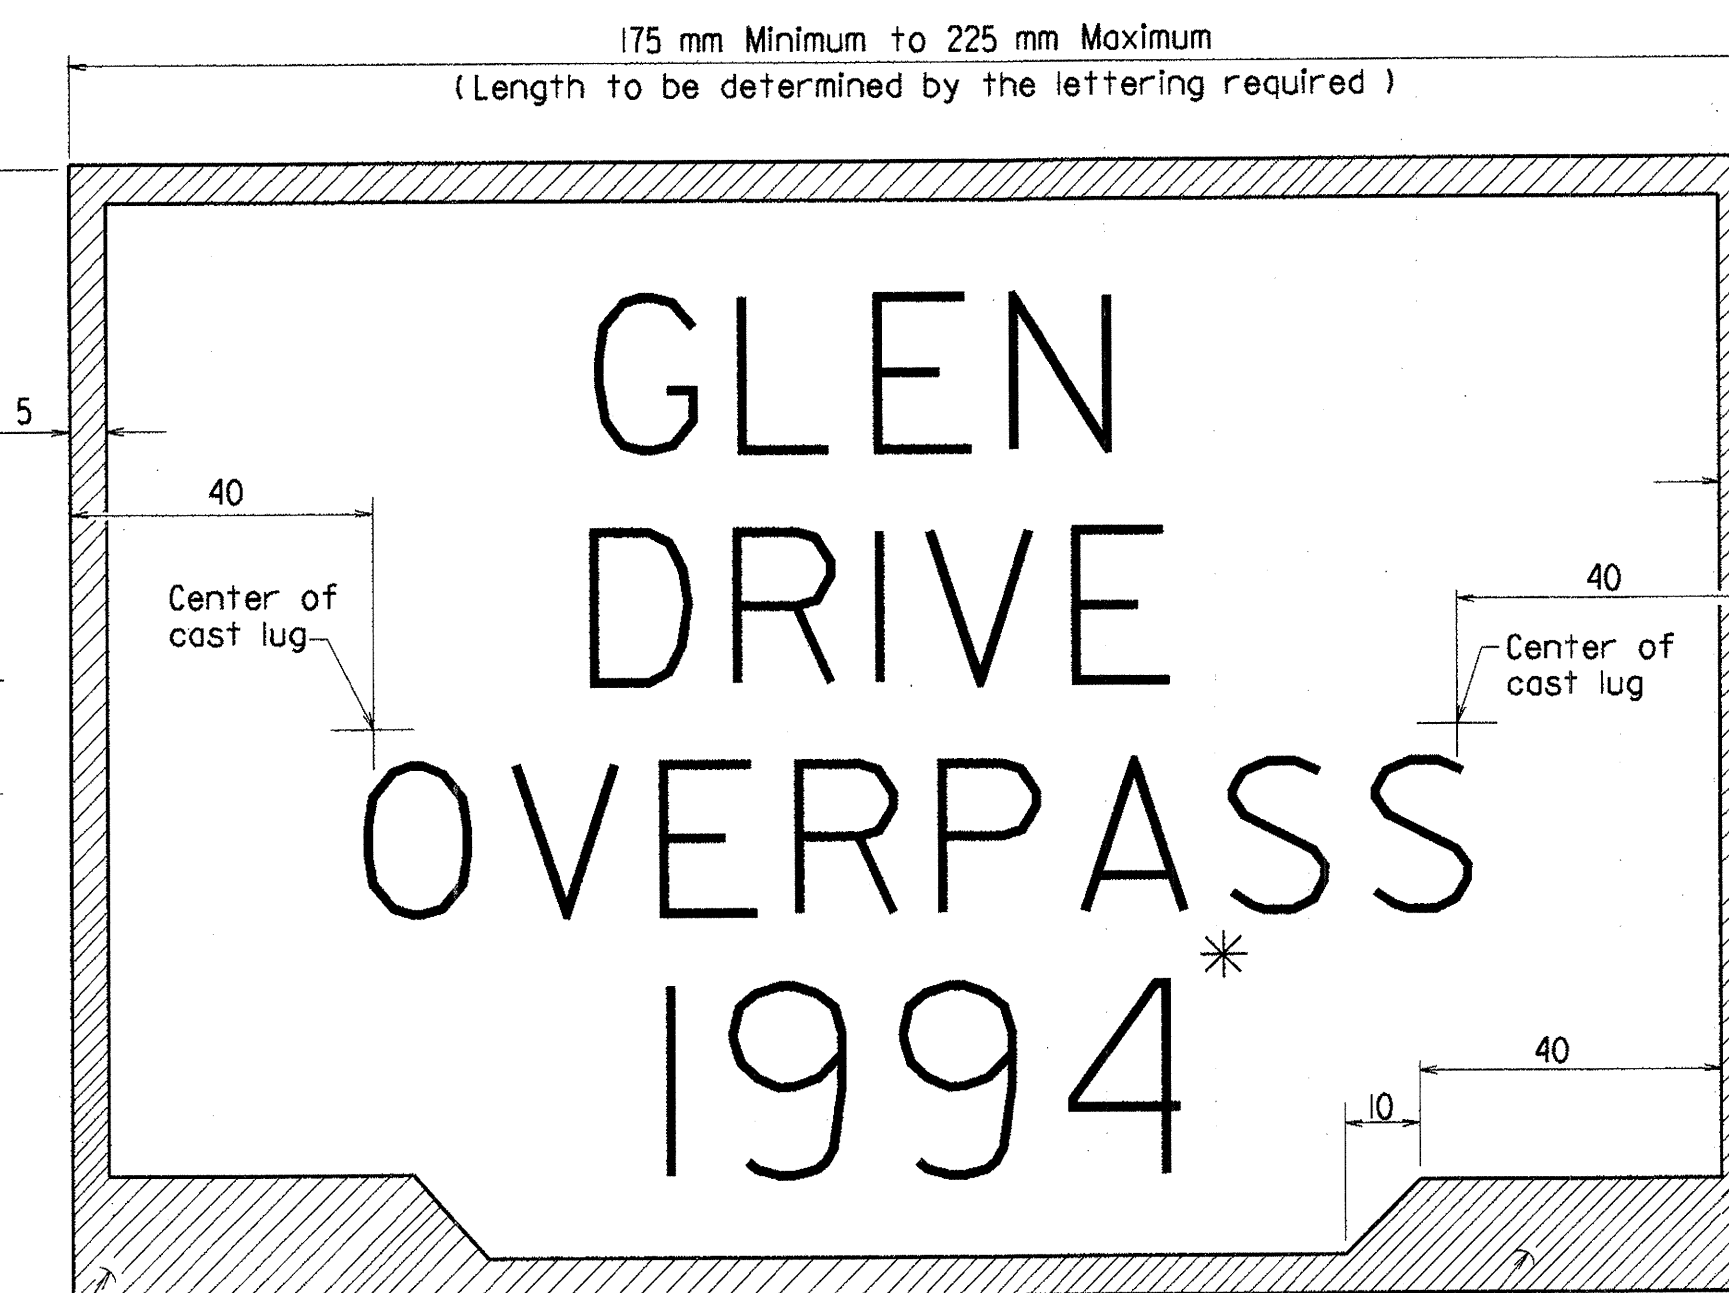 175 mm Minimum to 225 mm Maximum
(Length to be determined by the lettering required )
GLEN
5
40
DRIVE
40
Center of
cast lug
Center of
cast lug
OVERPASS
*
1994
40
10